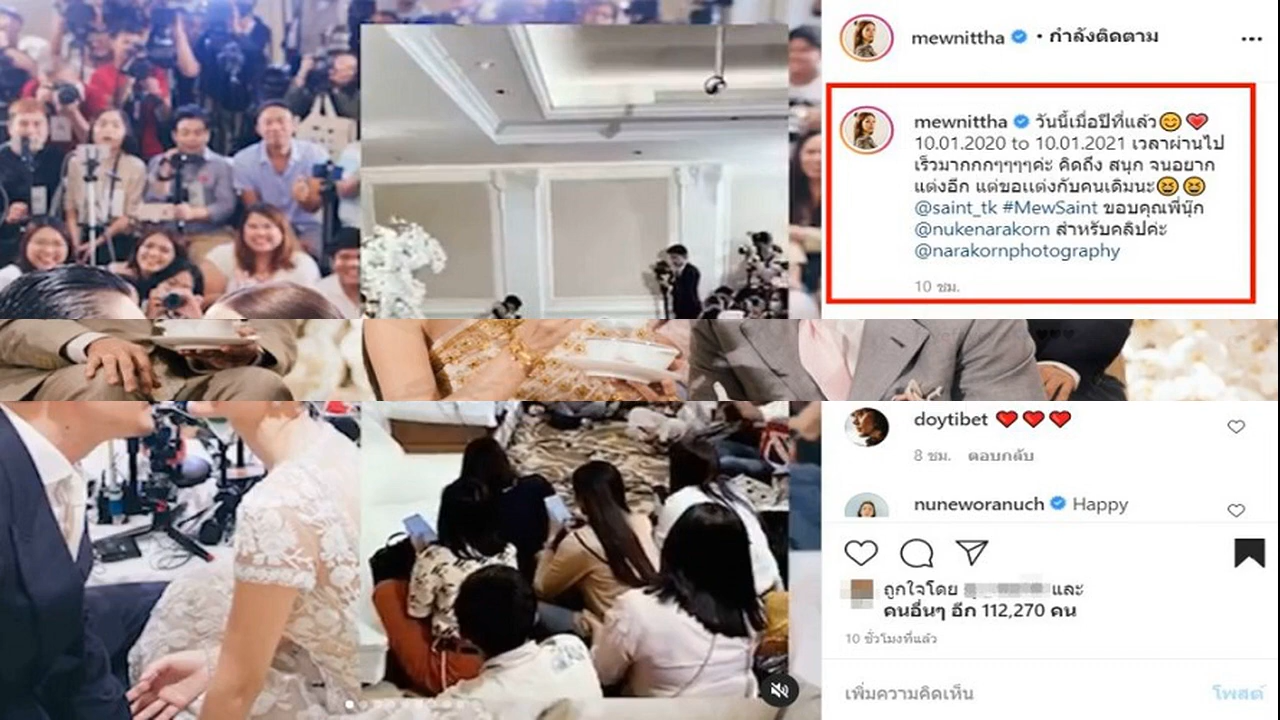 mewnittha • กำลังติดตาม
mewnittha วันนี้เมื่อปีที่แล้ว😊❤️
10.01.2020 to 10.01.2021 เวลาผ่านไป
เร็วมากกกๆๆๆๆค่ะ คิดถึง สนุก จนอยาก
แต่งอีก แต่ขอแต่งกับคนเดิมนะ😆😆
@saint_tk #MewSaint ขอบคุณพี่นุ๊ก
@nukenarakorn สำหรับคลิปค่ะ
@narakornphotography
10 ชม.
doytibet ❤️❤️❤️
8 ชม. ตอบกลับ
nuneworanuch Happy
ถูกใจโดย และ
คนอื่นๆ อีก 112,270 คน
10 ชั่วโมงที่แล้ว
เพิ่มความคิดเห็น โพสต์